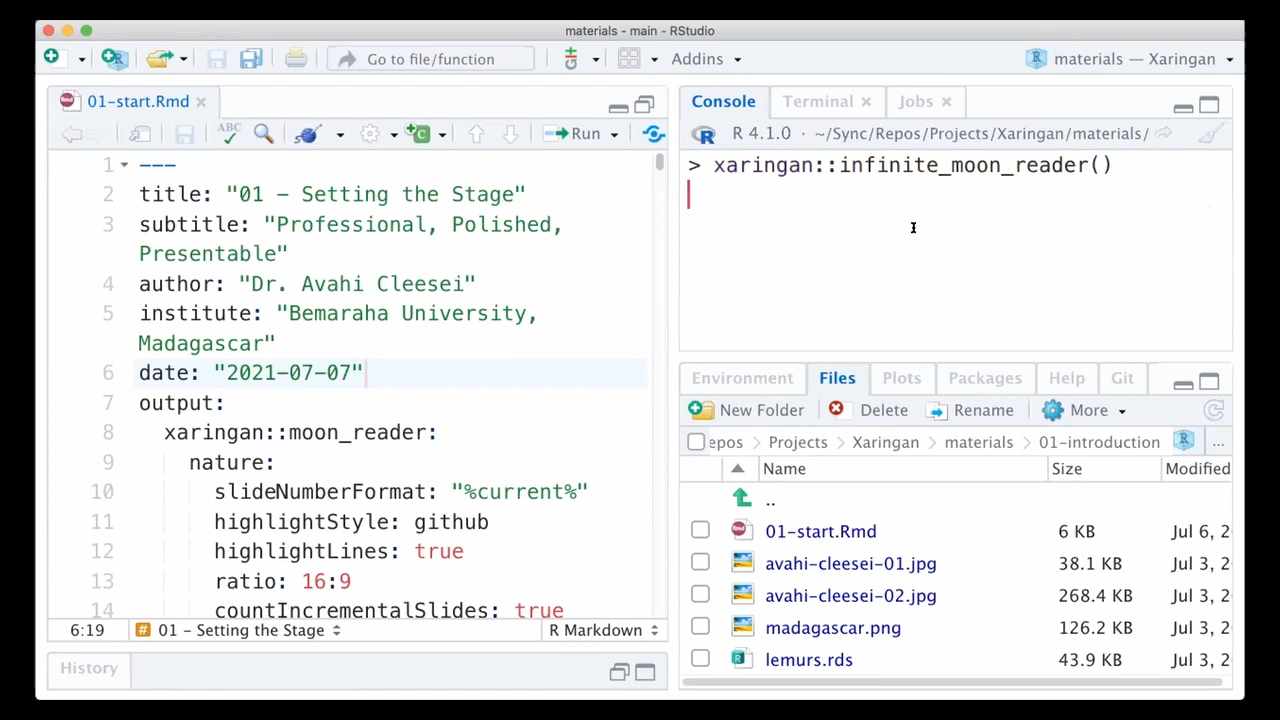 materials - main - RStudio
Go to file/function
Addins
materials — Xaringan
01-start.Rmd
ABC
Run
1 ---
2 title: "01 - Setting the Stage"
3 subtitle: "Professional, Polished,
Presentable"
4 author: "Dr. Avahi Cleesei"
5 institute: "Bemaraha University,
Madagascar"
6 date: "2021-07-07"
7 output:
8 xaringan::moon_reader:
9 nature:
10 slideNumberFormat: "%current%"
11 highlightStyle: github
12 highlightLines: true
13 ratio: 16:9
14 countIncrementalSlides: true
6:19 # 01 - Setting the Stage R Markdown
History
Console Terminal Jobs
R 4.1.0 · ~/Sync/Repos/Projects/Xaringan/materials/
> xaringan::infinite_moon_reader()
Environment Files Plots Packages Help Git
New Folder Delete Rename More
epos Projects Xaringan materials 01-introduction ...
Name Size Modified
..
01-start.Rmd 6 KB Jul 6, 2
avahi-cleesei-01.jpg 38.1 KB Jul 3, 2
avahi-cleesei-02.jpg 268.4 KB Jul 3, 2
madagascar.png 126.2 KB Jul 3, 2
lemurs.rds 43.9 KB Jul 3, 2